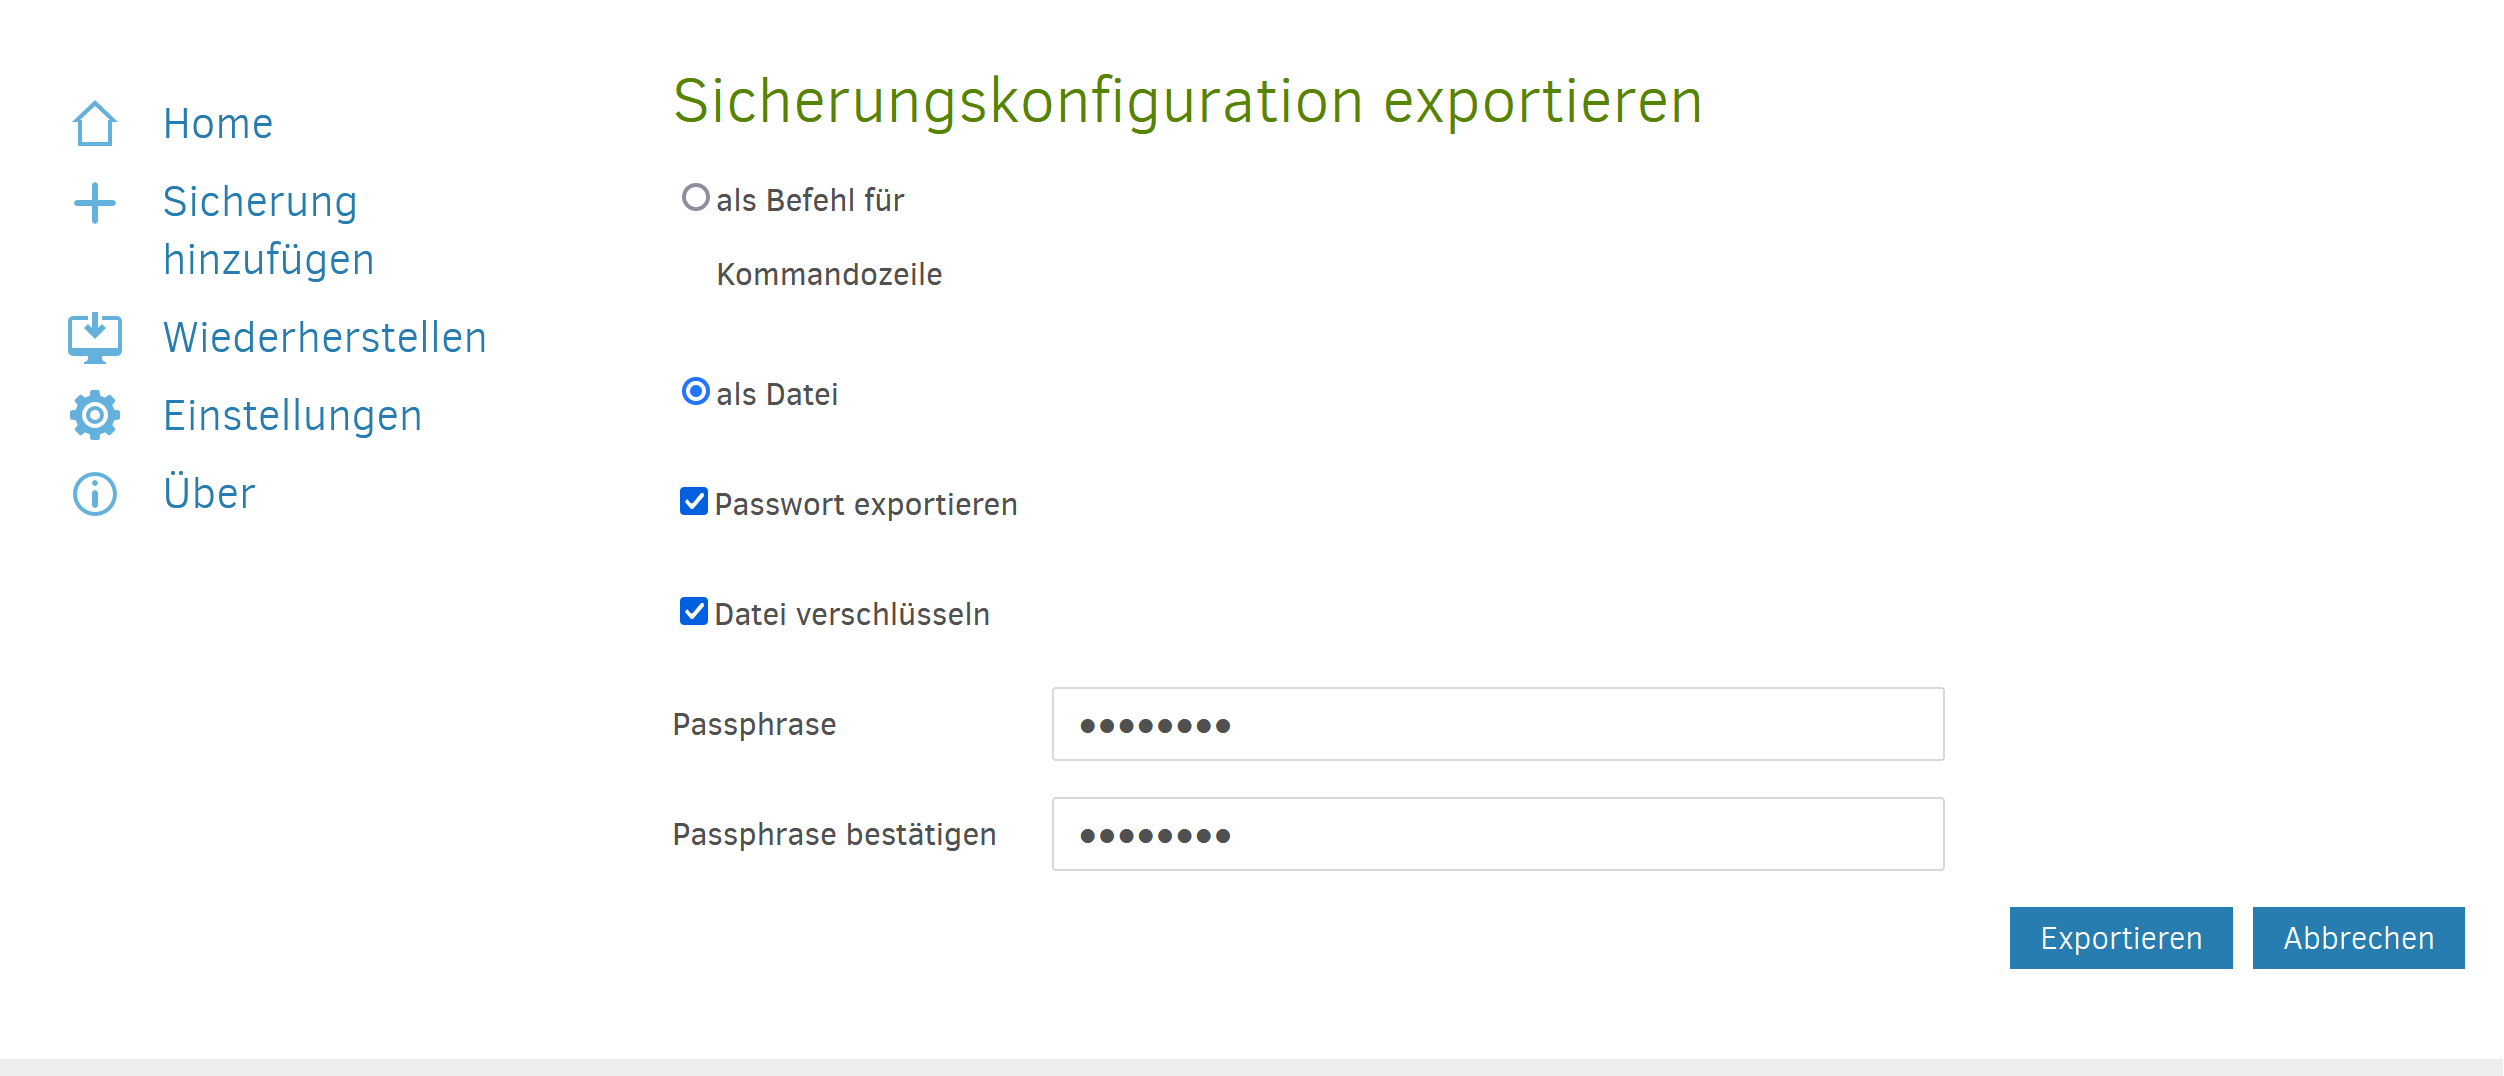 Home
Sicherung
hinzufügen
Wiederherstellen
Einstellungen
Über
Sicherungskonfiguration exportieren
als Befehl für
Kommandozeile
als Datei
Passwort exportieren
Datei verschlüsseln
Passphrase
••••••••
Passphrase bestätigen
••••••••
Exportieren
Abbrechen